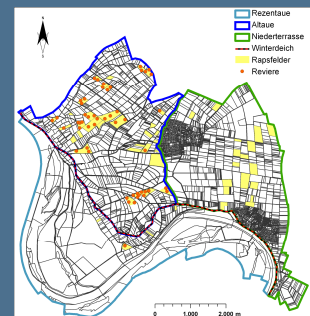 Rezentaue
Altaue
Niederterrasse
Winterdeich
Rapsfelder
Reviere
0 1.000 2.000 m